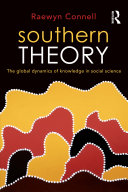 Raewyn Connell
southern
THEORY
The global dynamics of knowledge in social science